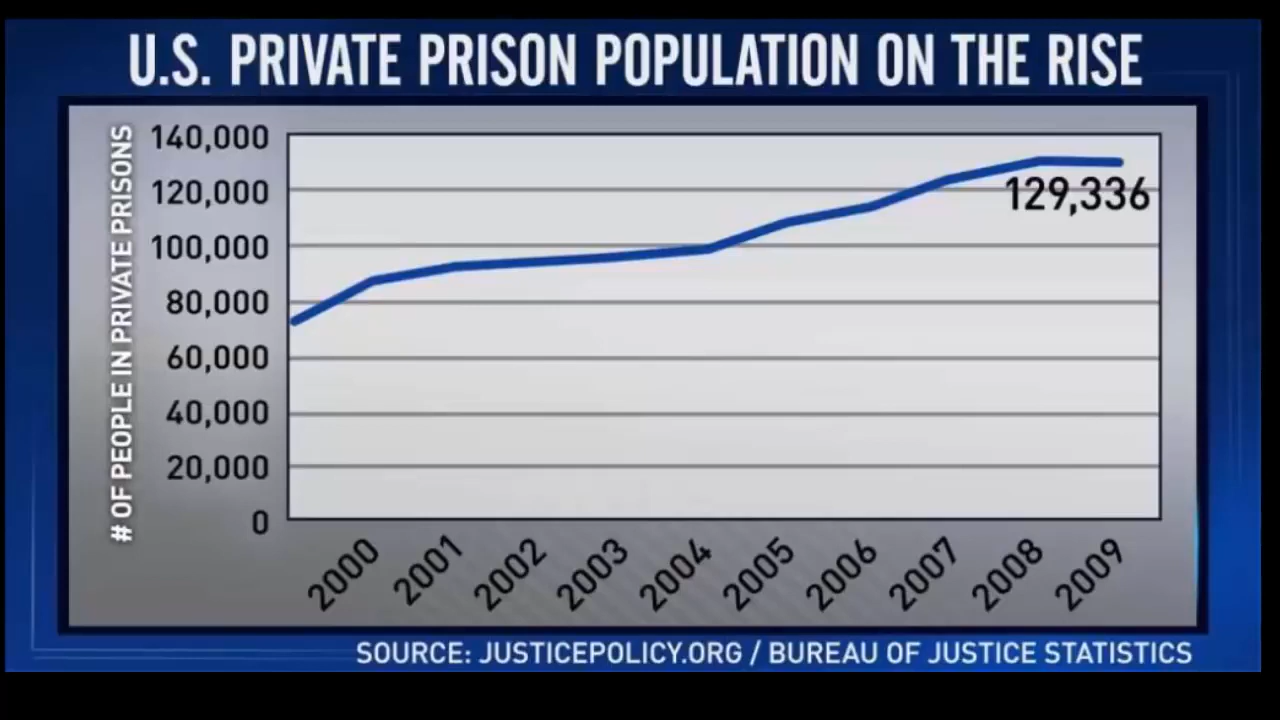 U.S. PRIVATE PRISON POPULATION ON THE RISE
# OF PEOPLE IN PRIVATE PRISONS
140,000
120,000
100,000
80,000
60,000
40,000
20,000
0
129,336
2000 2001 2002 2003 2004 2005 2006 2007 2008 2009
SOURCE: JUSTICEPOLICY.ORG / BUREAU OF JUSTICE STATISTICS